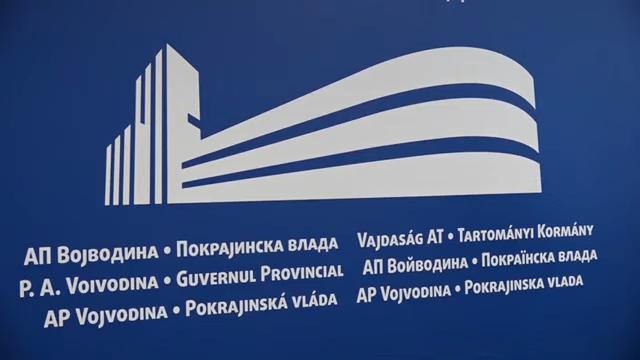 АП Војводина • Покрајинска влада
P. A. Voivodina • Guvernul Provincial
AP Vojvodina • Pokrajinská vláda
Vajdaság AT • Tartományi Kormány
АП Войводина • Покраїнска влада
AP Vojvodina • Pokrajinska vlada